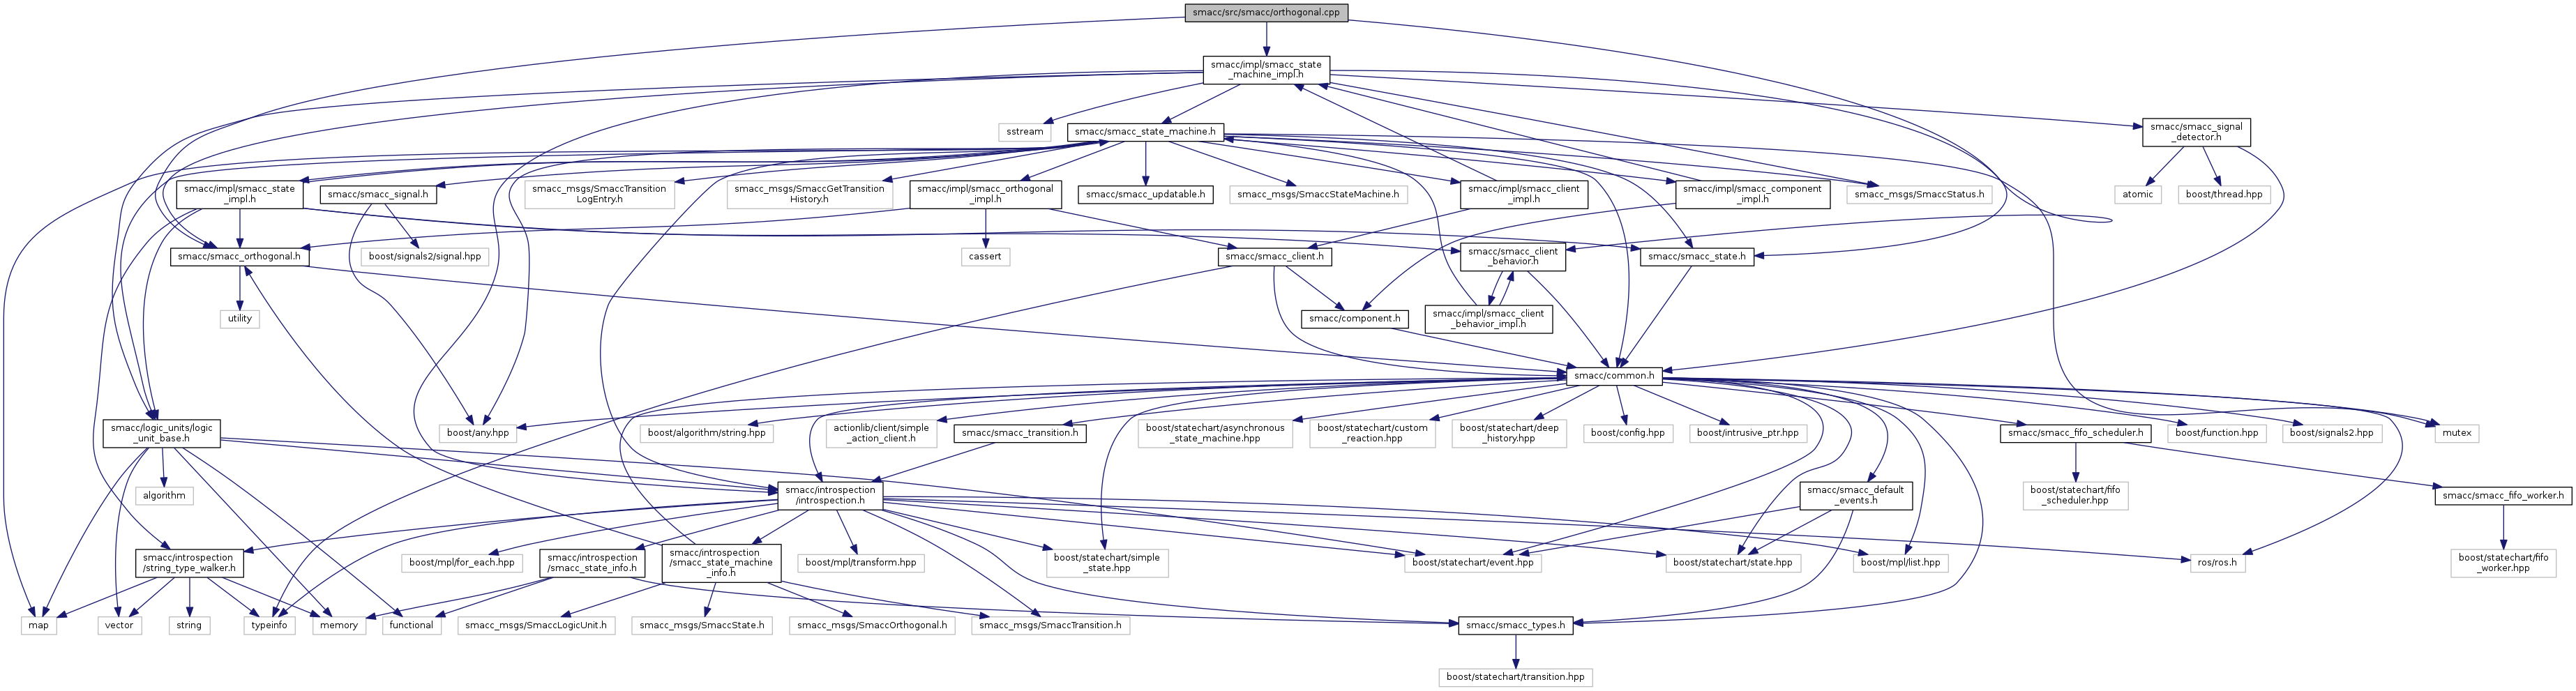 smacc/src/smacc/orthogonal.cpp
smacc/impl/smacc_state
_machine_impl.h
sstream
smacc/smacc_state_machine.h
smacc/smacc_signal
_detector.h
smacc/impl/smacc_state
_impl.h
smacc/smacc_signal.h
smacc_msgs/SmaccTransition
LogEntry.h
smacc_msgs/SmaccGetTransition
History.h
smacc/impl/smacc_orthogonal
_impl.h
smacc/smacc_updatable.h
smacc_msgs/SmaccStateMachine.h
smacc/impl/smacc_client
_impl.h
smacc/impl/smacc_component
_impl.h
smacc_msgs/SmaccStatus.h
atomic
boost/thread.hpp
smacc/smacc_orthogonal.h
boost/signals2/signal.hpp
cassert
smacc/smacc_client.h
smacc/smacc_client
_behavior.h
smacc/smacc_state.h
utility
smacc/component.h
smacc/impl/smacc_client
_behavior_impl.h
smacc/common.h
smacc/logic_units/logic
_unit_base.h
boost/any.hpp
boost/algorithm/string.hpp
actionlib/client/simple
_action_client.h
smacc/smacc_transition.h
boost/statechart/asynchronous
_state_machine.hpp
boost/statechart/custom
_reaction.hpp
boost/statechart/deep
_history.hpp
boost/config.hpp
boost/intrusive_ptr.hpp
smacc/smacc_fifo_scheduler.h
boost/function.hpp
boost/signals2.hpp
mutex
algorithm
smacc/introspection
/introspection.h
smacc/smacc_default
_events.h
boost/statechart/fifo
_scheduler.hpp
smacc/smacc_fifo_worker.h
smacc/introspection
/string_type_walker.h
boost/mpl/for_each.hpp
smacc/introspection
/smacc_state_info.h
smacc/introspection
/smacc_state_machine
_info.h
boost/mpl/transform.hpp
boost/statechart/simple
_state.hpp
boost/statechart/event.hpp
boost/statechart/state.hpp
boost/mpl/list.hpp
ros/ros.h
boost/statechart/fifo
_worker.hpp
map
vector
string
typeinfo
memory
functional
smacc_msgs/SmaccLogicUnit.h
smacc_msgs/SmaccState.h
smacc_msgs/SmaccOrthogonal.h
smacc_msgs/SmaccTransition.h
smacc/smacc_types.h
boost/statechart/transition.hpp